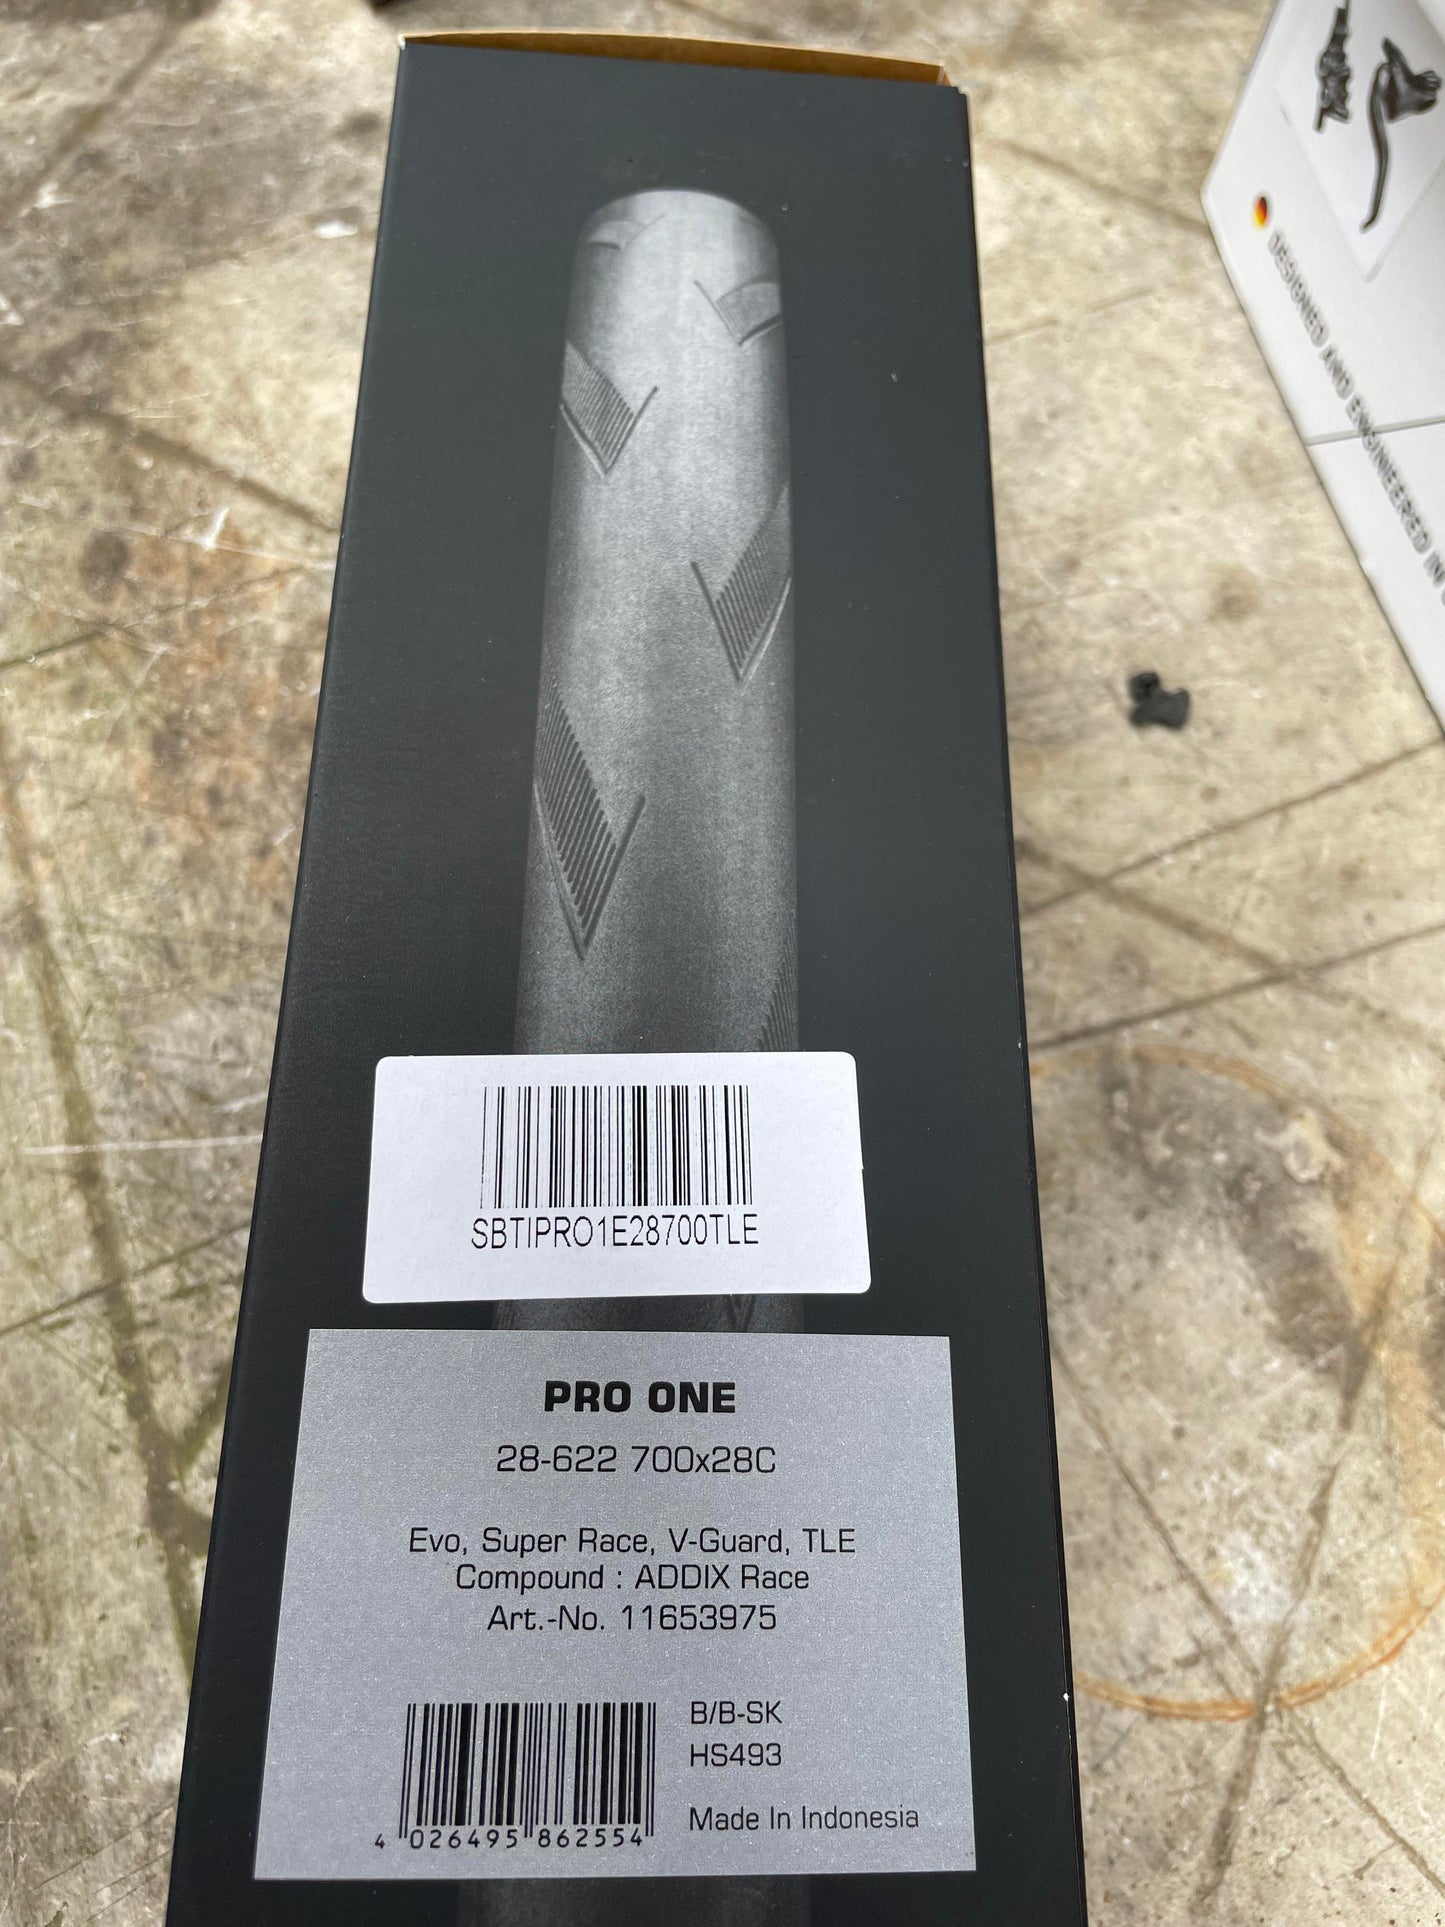 DESIGNED AND ENGINEERED IN
SBTIPRO1E28700TLE
PRO ONE
28-622 700x28C
Evo, Super Race, V-Guard, TLE
Compound : ADDIX Race
Art.-No. 11653975
B/B-SK
HS493
Made In Indonesia
4 026495 862554